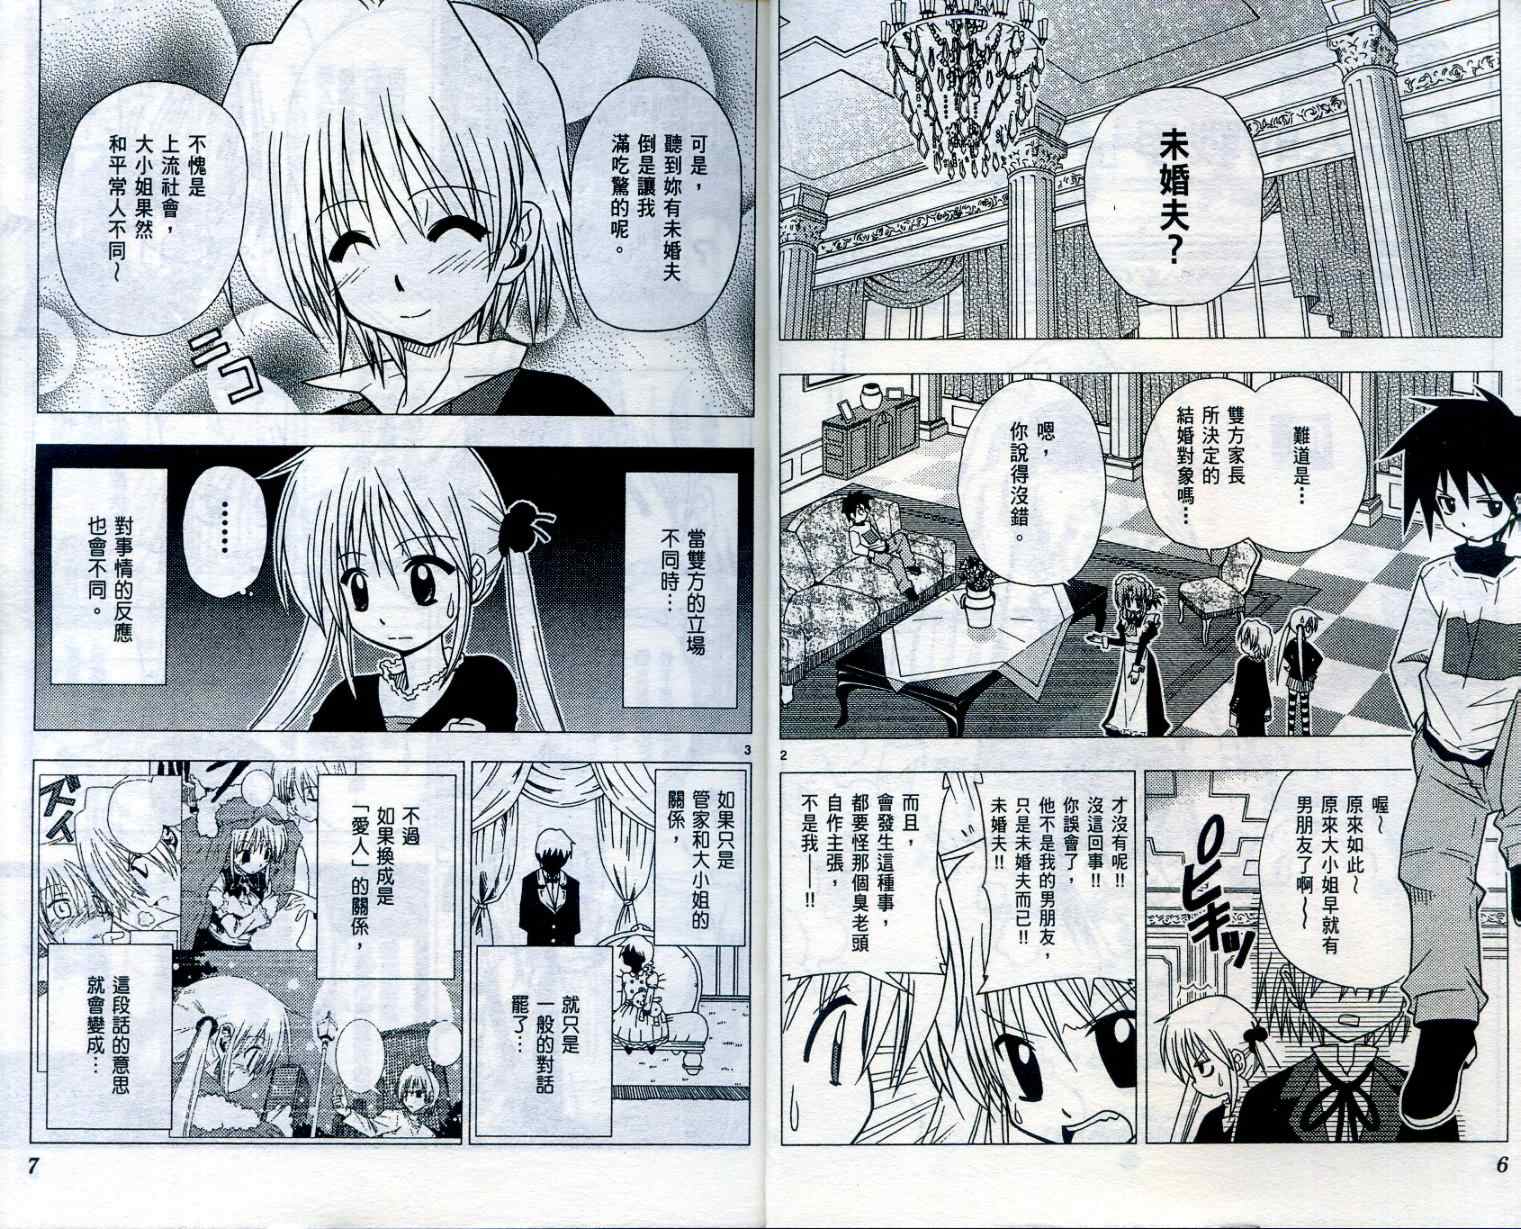 未婚夫？
難道是…
雙方家長
所決定的
結婚對象嗎…
嗯，
你說得沒錯。
喔～
原來如此～
原來大小姐早就有
男朋友了啊～
ピキッ
才沒有呢!!
沒這回事!!
你誤會了，
他不是我的男朋友，
只是未婚夫而已!!
未婚夫!!
而且，
會發生這種事，
都要怪那個臭老頭
自作主張，
不是我—!!
2
6
可是，
聽到妳有未婚夫
倒是讓我
滿吃驚的呢。
不愧是
上流社會，
大小姐果然
和平常人不同～
ニコ
當雙方的立場
不同時…
……
對事情的反應
也會不同。
3
如果只是
管家和大小姐的
關係，
就只是
一般的對話
罷了…
不過
如果換成是
「愛人」的關係，
ズイ
這段話的意思
就會變成…
7